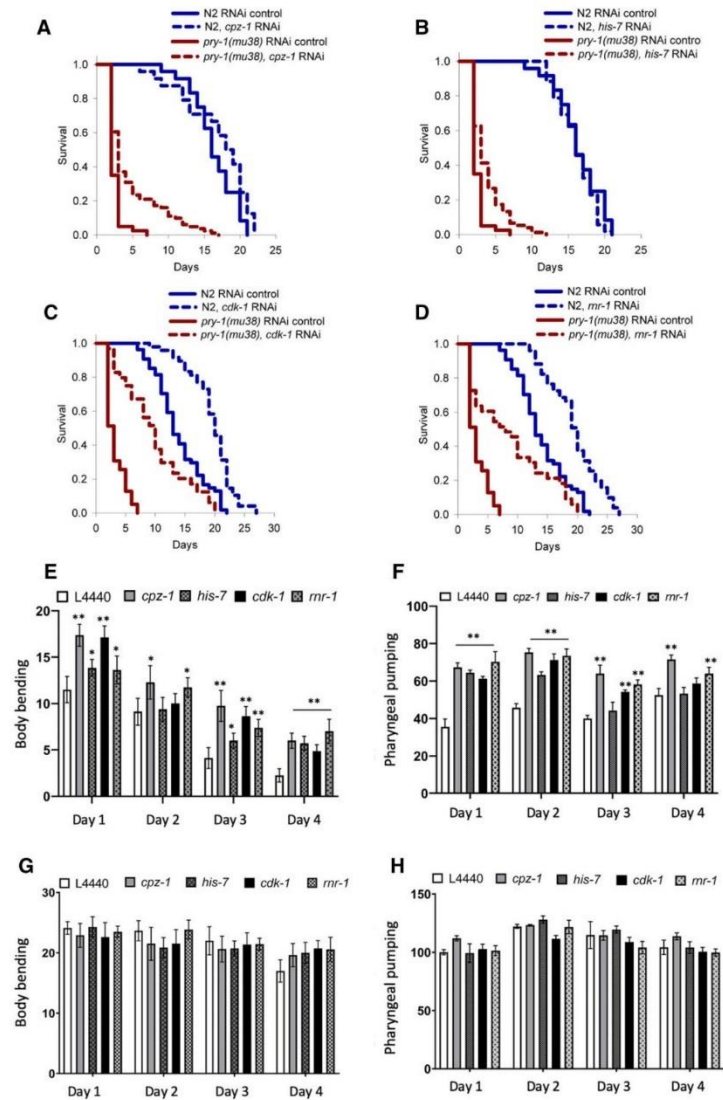 A
N2 RNAi control
N2, cpz-1 RNAi
pry-1(mu38) RNAi control
pry-1(mu38), cpz-1 RNAi
Survival
1.0
0.8
0.6
0.4
0.2
0.0
0 5 10 15 20 25
Days
B
N2 RNAi control
N2, his-7 RNAi
pry-1(mu38) RNAi contro
pry-1(mu38), his-7 RNAi
Survival
1.0
0.8
0.6
0.4
0.2
0.0
0 5 10 15 20 25
Days
C
N2 RNAi control
N2, cdk-1 RNAi
pry-1(mu38) RNAi control
pry-1(mu38), cdk-1 RNAi
Survival
1.0
0.8
0.6
0.4
0.2
0.0
0 5 10 15 20 25 30
Days
D
N2 RNAi control
N2, rnr-1 RNAi
pry-1(mu38) RNAi control
pry-1(mu38), rnr-1 RNAi
Survival
1.0
0.8
0.6
0.4
0.2
0.0
0 5 10 15 20 25 30
Days
E
L4440 cpz-1 his-7 cdk-1 rnr-1
Body bending
20
15
10
5
0
** * ** *
* *
** * ** **
**
Day 1 Day 2 Day 3 Day 4
F
L4440 cpz-1 his-7 cdk-1 rnr-1
Pharyngeal pumping
100
80
60
40
20
0
**
**
** ** **
** **
Day 1 Day 2 Day 3 Day 4
G
L4440 cpz-1 his-7 cdk-1 rnr-1
Body bending
30
20
10
0
Day 1 Day 2 Day 3 Day 4
H
L4440 cpz-1 his-7 cdk-1 rnr-1
Pharyngeal pumping
150
100
50
0
Day 1 Day 2 Day 3 Day 4